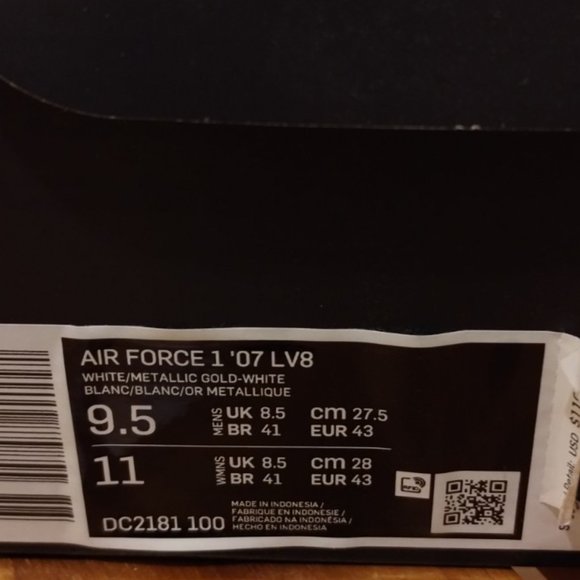 AIR FORCE 1 '07 LV8
WHITE/METALLIC GOLD-WHITE
BLANC/BLANC/OR METALLIQUE
9.5 MENS UK 8.5 cm 27.5
BR 41 EUR 43
11 WMNS UK 8.5 cm 28
BR 41 EUR 43
DC2181 100
MADE IN INDONESIA/
FABRIQUE EN INDONESIE/
FABRICADO NA INDONÉSIA/
HECHO EN INDONESIA
USD